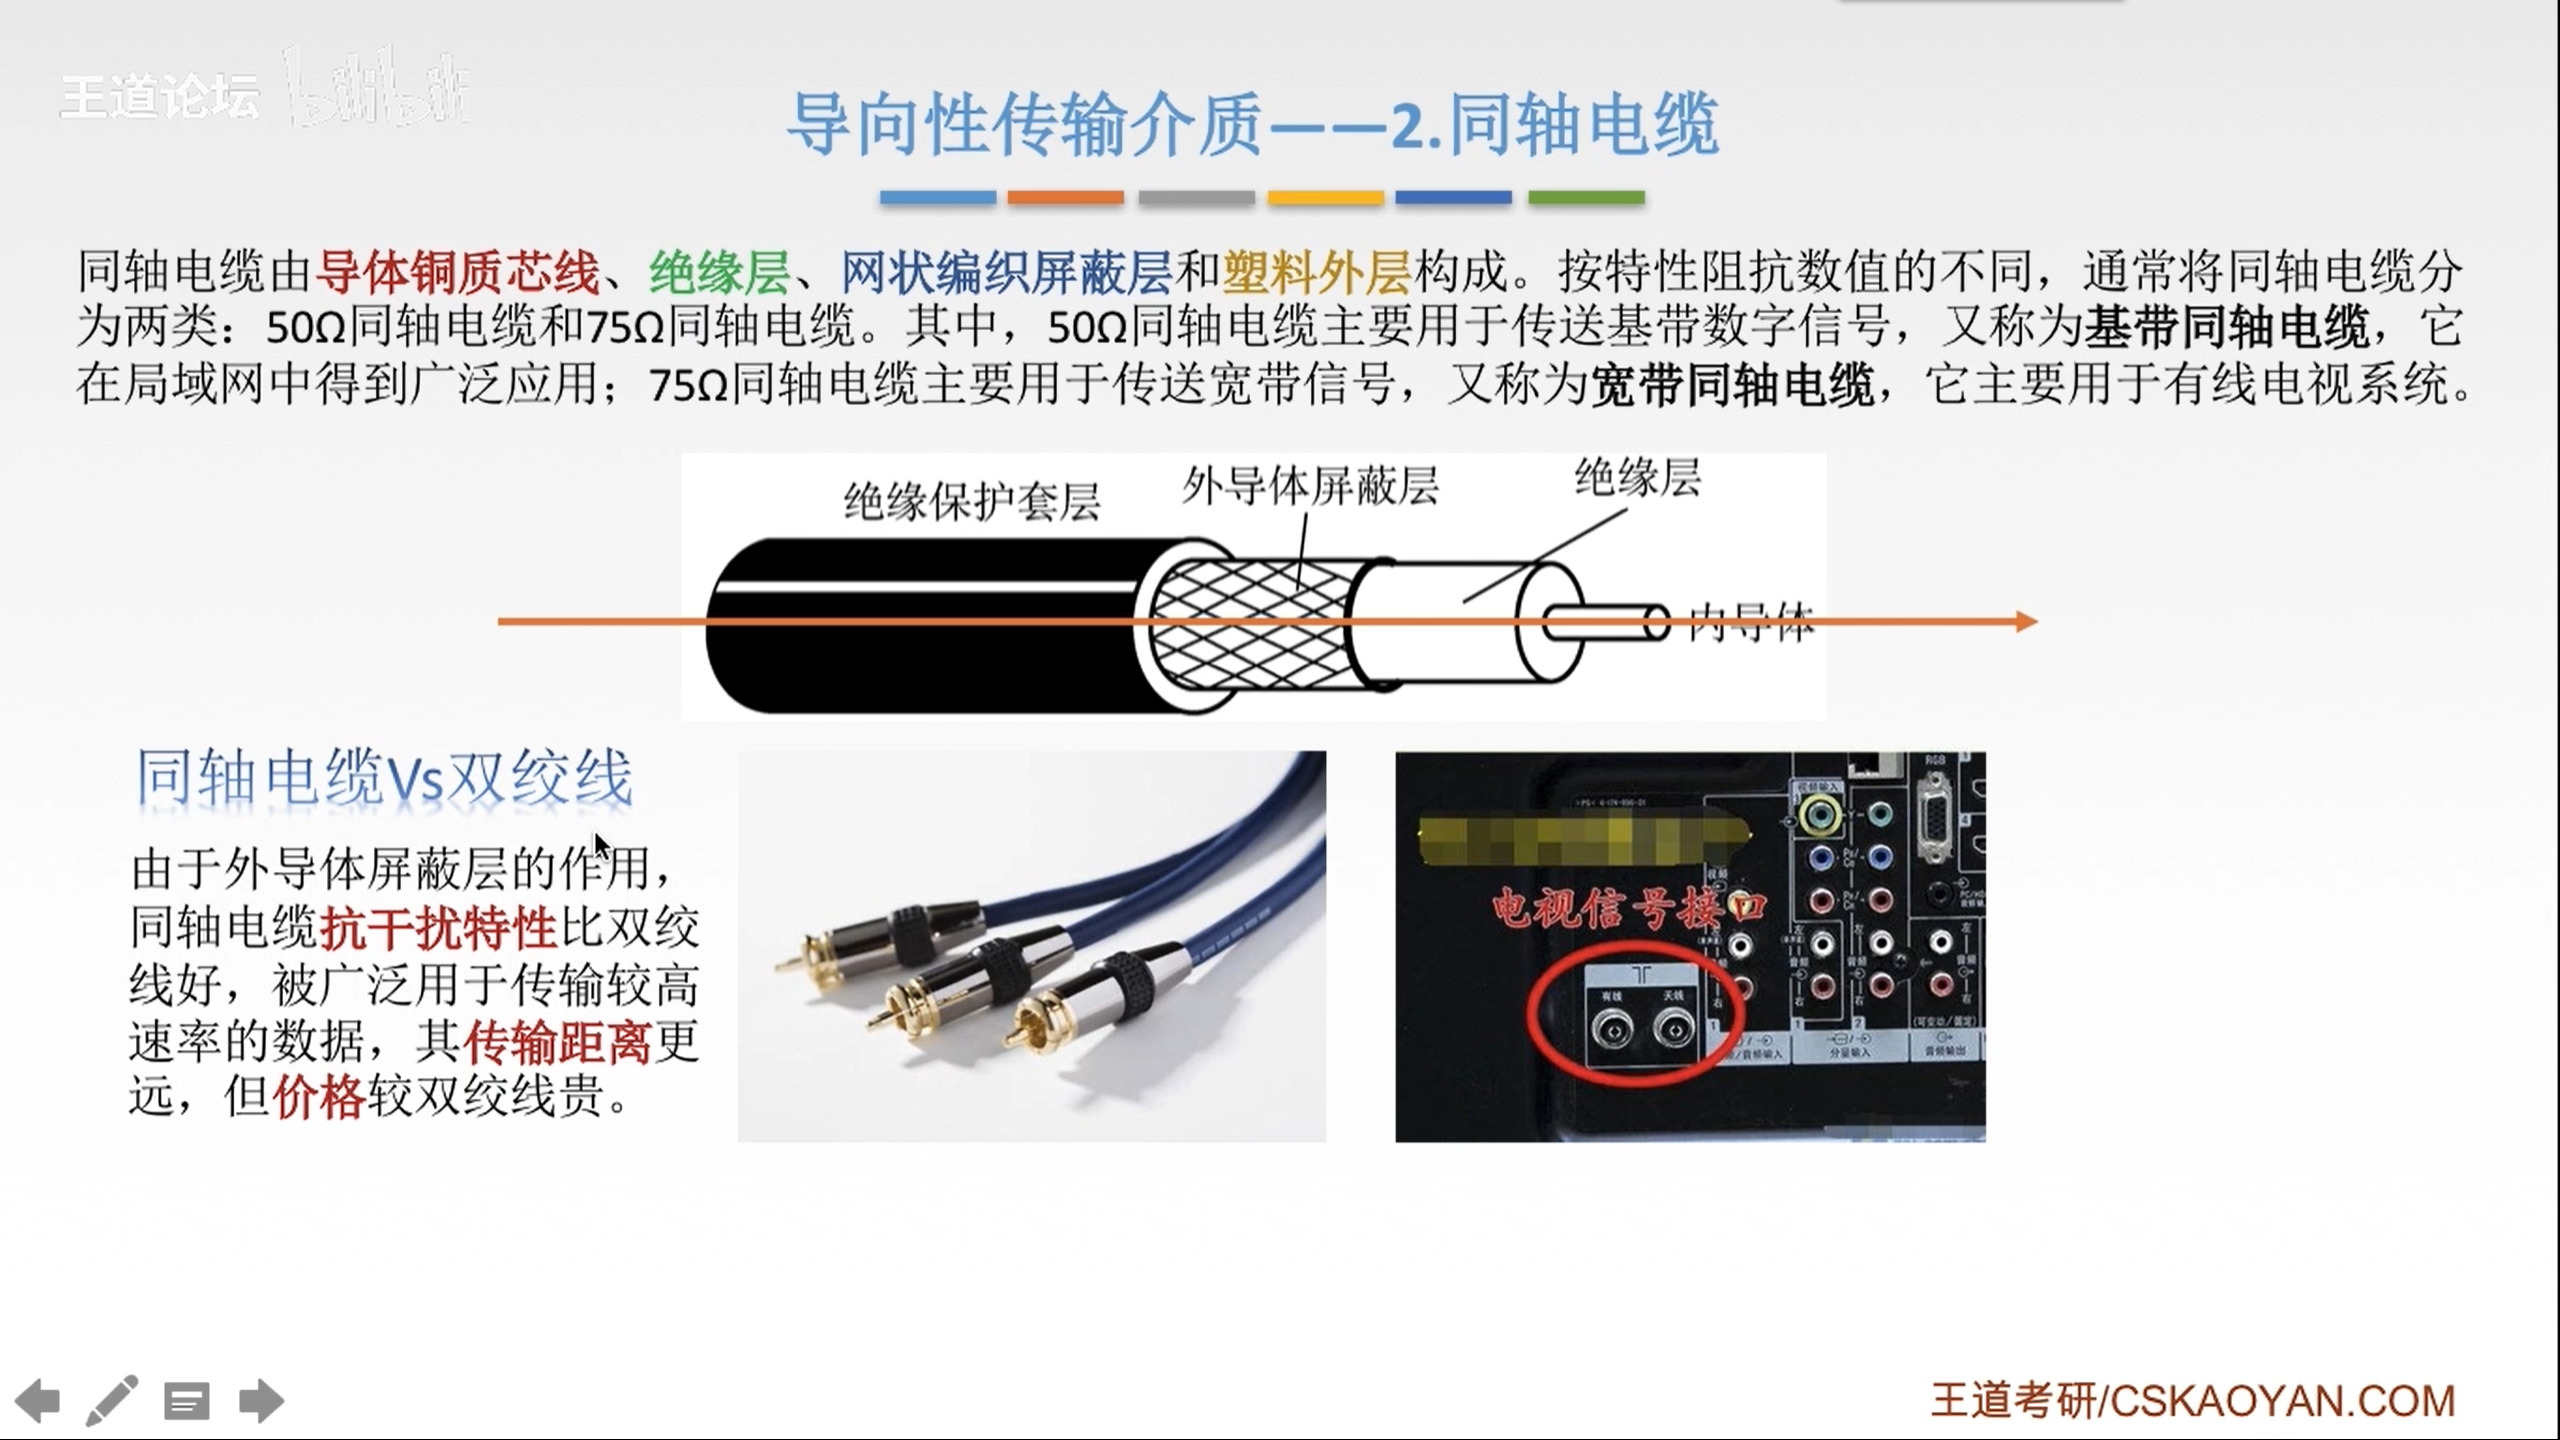 王道论坛 bilibili
导向性传输介质——2.同轴电缆
同轴电缆由导体铜质芯线、绝缘层、网状编织屏蔽层和塑料外层构成。按特性阻抗数值的不同，通常将同轴电缆分
为两类：50Ω同轴电缆和75Ω同轴电缆。其中，50Ω同轴电缆主要用于传送基带数字信号，又称为基带同轴电缆，它
在局域网中得到广泛应用；75Ω同轴电缆主要用于传送宽带信号，又称为宽带同轴电缆，它主要用于有线电视系统。
绝缘保护套层
外导体屏蔽层
绝缘层
内导体
同轴电缆Vs双绞线
由于外导体屏蔽层的作用，
同轴电缆抗干扰特性比双绞
线好，被广泛用于传输较高
速率的数据，其传输距离更
远，但价格较双绞线贵。
RGB
视频输入
电视信号接口
有线 天线
分量输入
音频输出
王道考研/CSKAOYAN.COM